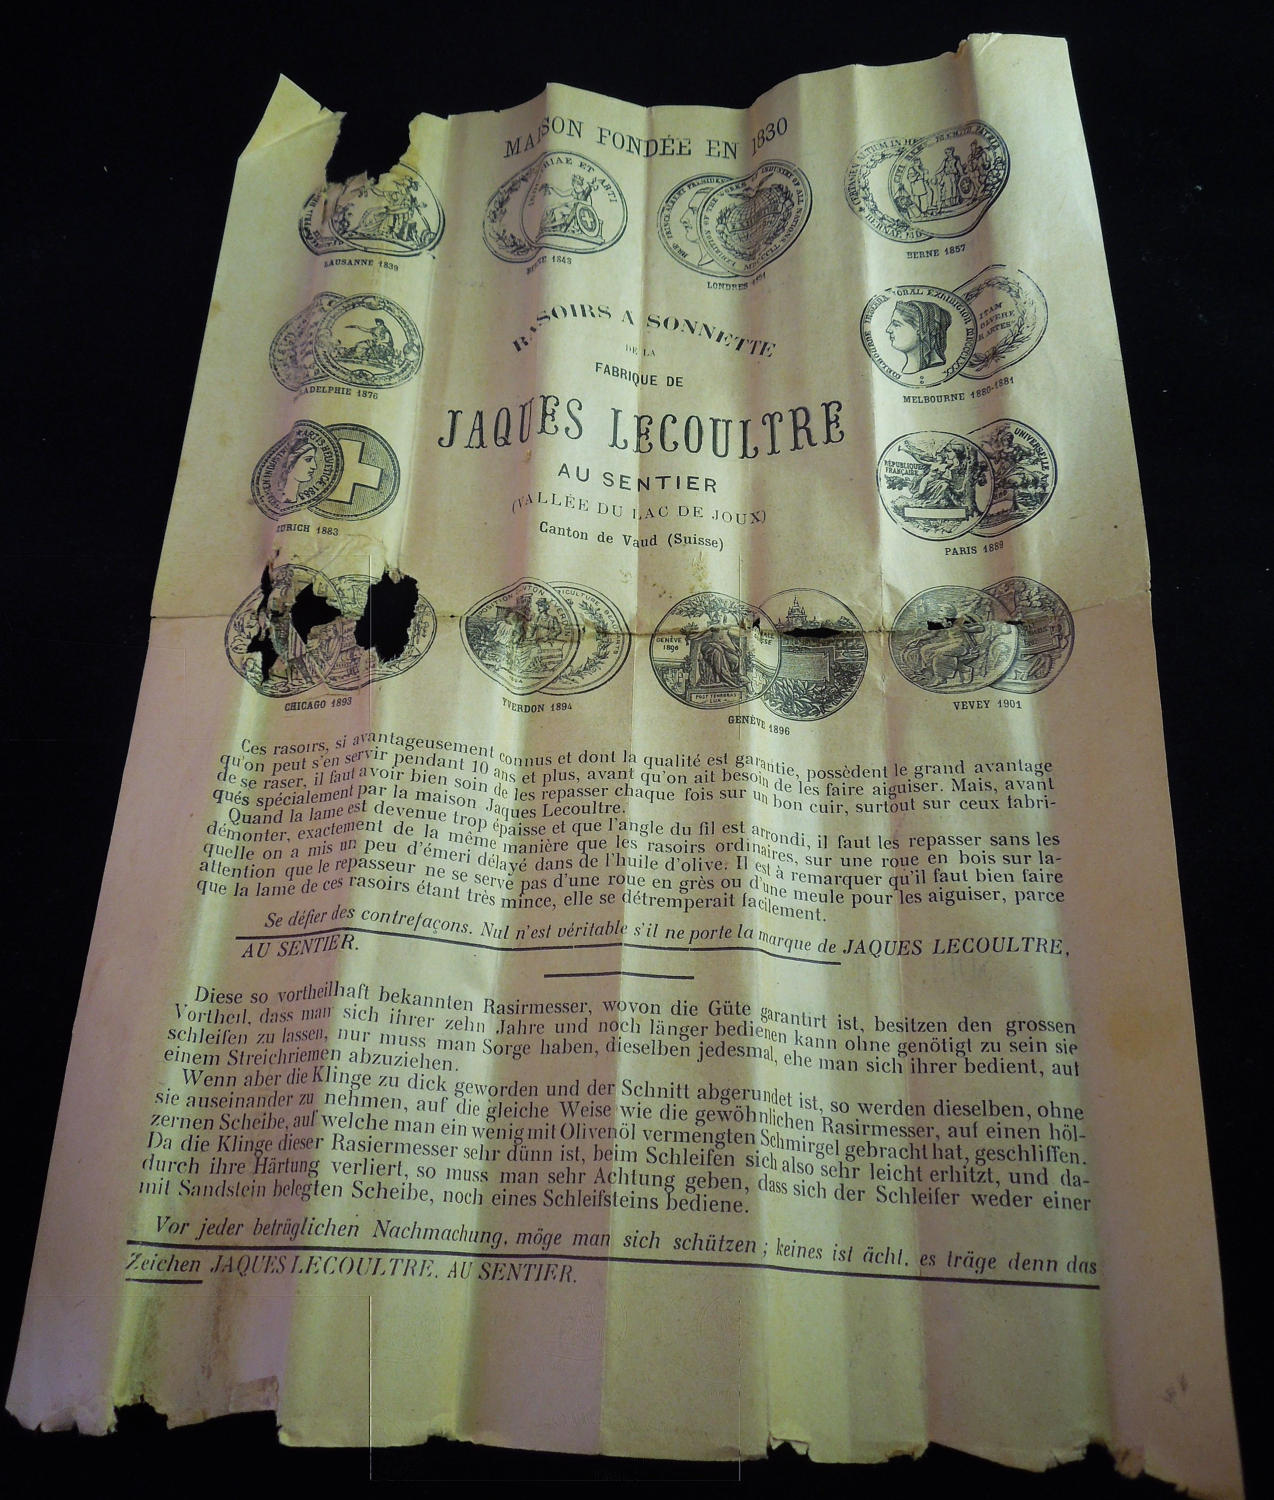 MAISON FONDÉE EN 1830
LAUSANNE 1839
1843
LONDRES
BERNE 1857
RASOIRS A SONNETTE
DE LA
FABRIQUE DE
ADELPHIE 1876
MELBOURNE 1880-1881
JAQUES LECOULTRE
AU SENTIER
(VALLÉE DU LAC DE JOUX)
Canton de Vaud (Suisse)
RÉPUBLIQUE
FRANÇAISE
UNIVERSELLE
ZURICH 1883
PARIS 1889
GENÈVE
1896
POST TENEBRAS
LUX
CHICAGO 1893
YVERDON 1894
GENÈVE 1896
VEVEY 1901
Ces rasoirs, si avantageusement connus et dont la qualité est garantie, possèdent le grand avantage
qu'on peut s'en servir pendant 10 ans et plus, avant qu'on ait besoin de les faire aiguiser. Mais, avant
de se raser, il faut avoir bien soin de les repasser chaque fois sur un bon cuir, surtout sur ceux fabri-
qués spécialement par la maison Jaques Lecoultre.
Quand la lame est devenue trop épaisse et que l'angle du fil est arrondi, il faut les repasser sans les
démonter, exactement de la même manière que les rasoirs ordinaires, sur une roue en bois sur la-
quelle on a mis un peu d'émeri délayé dans de l'huile d'olive. Il est à remarquer qu'il faut bien faire
attention que le repasseur ne se serve pas d'une roue en grès ou d'une meule pour les aiguiser, parce
que la lame de ces rasoirs étant très mince, elle se détremperait facilement.
Se défier des contrefaçons. Nul n'est véritable s'il ne porte la marque de JAQUES LECOULTRE,
AU SENTIER.
Diese so vortheilhaft bekannten Rasirmesser, wovon die Güte garantirt ist, besitzen den grossen
Vortheil, dass man sich ihrer zehn Jahre und noch länger bedienen kann ohne genötigt zu sein sie
schleifen zu lassen, nur muss man Sorge haben, dieselben jedesmal, ehe man sich ihrer bedient, auf
einem Streichriemen abzuziehen.
Wenn aber die Klinge zu dick geworden und der Schnitt abgerundet ist, so werden dieselben, ohne
sie auseinander zu nehmen, auf die gleiche Weise wie die gewöhnlichen Rasirmesser, auf einen höl-
zernen Scheibe, auf welche man ein wenig mit Olivenöl vermengten Schmirgel gebracht hat, geschliffen.
Da die Klinge dieser Rasiermesser sehr dünn ist, beim Schleifen sich also sehr leicht erhitzt, und da-
durch ihre Härtung verliert, so muss man sehr Achtung geben, dass sich der Schleifer weder einer
mit Sandstein belegten Scheibe, noch eines Schleifsteins bediene.
Vor jeder betrüglichen Nachmachung, möge man sich schützen ; keines ist ächt, es träge denn das
Zeichen JAQUES LECOULTRE. AU SENTIER.